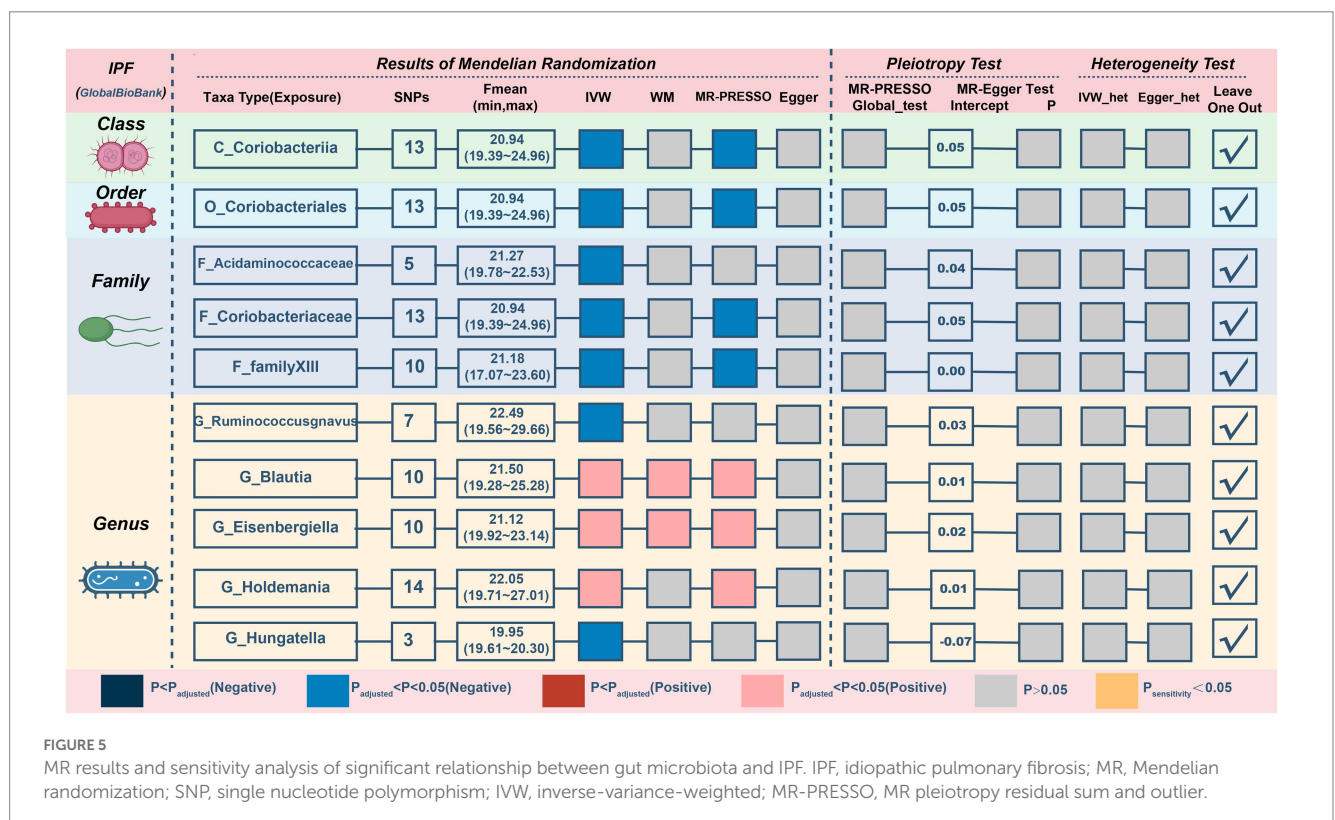 IPF
(GlobalBioBank)
Results of Mendelian Randomization
Pleiotropy Test
Heterogeneity Test
Taxa Type(Exposure)
SNPs
Fmean
(min,max)
IVW
WM
MR-PRESSO
Egger
MR-PRESSO
Global_test
MR-Egger Test
Intercept P
IVW_het
Egger_het
Leave
One Out
Class
C_Coriobacteriia
13
20.94
(19.39~24.96)
0.05
Order
O_Coriobacteriales
13
20.94
(19.39~24.96)
0.05
Family
F_Acidaminococcaceae
5
21.27
(19.78~22.53)
0.04
F_Coriobacteriaceae
13
20.94
(19.39~24.96)
0.05
F_familyXIII
10
21.18
(17.07~23.60)
0.00
Genus
G_Ruminococcusgnavus
7
22.49
(19.56~29.66)
0.03
G_Blautia
10
21.50
(19.28~25.28)
0.01
G_Eisenbergiella
10
21.12
(19.92~23.14)
0.02
G_Holdemania
14
22.05
(19.71~27.01)
0.01
G_Hungatella
3
19.95
(19.61~20.30)
-0.07
P<Padjusted(Negative)
Padjusted<P<0.05(Negative)
P<Padjusted(Positive)
Padjusted<P<0.05(Positive)
P>0.05
Psensitivity<0.05
FIGURE 5
MR results and sensitivity analysis of significant relationship between gut microbiota and IPF. IPF, idiopathic pulmonary fibrosis; MR, Mendelian
randomization; SNP, single nucleotide polymorphism; IVW, inverse-variance-weighted; MR-PRESSO, MR pleiotropy residual sum and outlier.